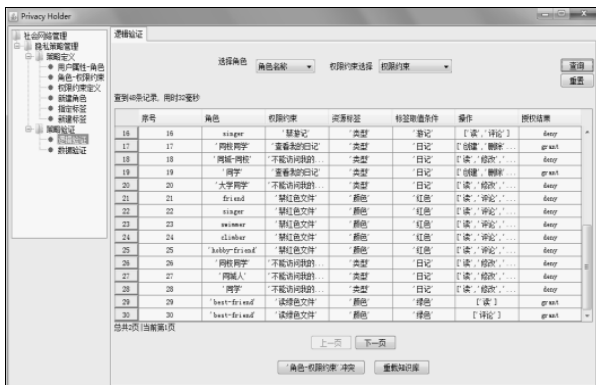 Privacy Holder
社会网络管理
隐私策略管理
策略定义
用户属性-角色
角色-权限约束
权限约束定义
新建角色
指定标签
新建标签
策略验证
逻辑验证
数据验证
逻辑验证
选择角色 角色名称 权限约束选择 权限约束 查询
重置
查到40条记录, 用时32毫秒
序号 角色 权限约束 资源标签 标签取值条件 操作 授权结果
16 16 singer '禁游记' '类型' '游记' ['读', '评论'] deny
17 17 '同校同学' '查看我的日记' '类型' '日记' ['创建', '删除', '... grant
18 18 '同城-同校' '不能访问我的... '类型' '日记' ['读', '修改', '... deny
19 19 '同学' '查看我的日记' '类型' '日记' ['创建', '删除', '... grant
20 20 '大学同学' '不能访问我的... '类型' '日记' ['读', '修改', '... deny
21 21 friend '禁红色文件' '颜色' '红色' ['读', '评论', '... deny
22 22 singer '禁红色文件' '颜色' '红色' ['读', '评论', '... deny
23 23 swimmer '禁红色文件' '颜色' '红色' ['读', '评论', '... deny
24 24 climber '禁红色文件' '颜色' '红色' ['读', '评论', '... deny
25 25 'hobby-friend' '禁红色文件' '颜色' '红色' ['读', '评论', '... deny
26 26 '同校同学' '不能访问我的... '类型' '日记' ['读', '修改', '... deny
27 27 '同城人' '不能访问我的... '类型' '日记' ['读', '修改', '... deny
28 28 '同学' '不能访问我的... '类型' '日记' ['读', '修改', '... deny
29 29 'best-friend' '读绿色文件' '颜色' '绿色' ['读'] grant
30 30 'best-friend' '读绿色文件' '颜色' '绿色' ['评论'] grant
总共2页|当前第1页
上一页 下一页
'角色-权限约束' 冲突 重载知识库